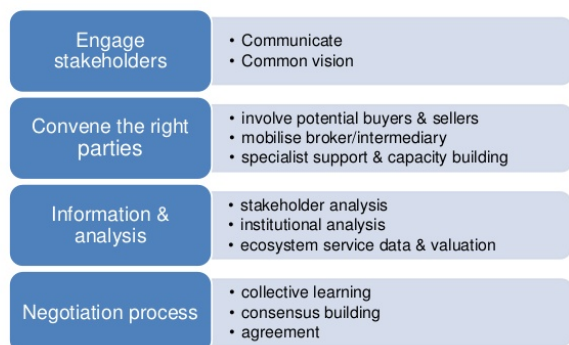 Engage
stakeholders
• Communicate
• Common vision
Convene the right
parties
• involve potential buyers & sellers
• mobilise broker/intermediary
• specialist support & capacity building
Information &
analysis
• stakeholder analysis
• institutional analysis
• ecosystem service data & valuation
Negotiation process
• collective learning
• consensus building
• agreement